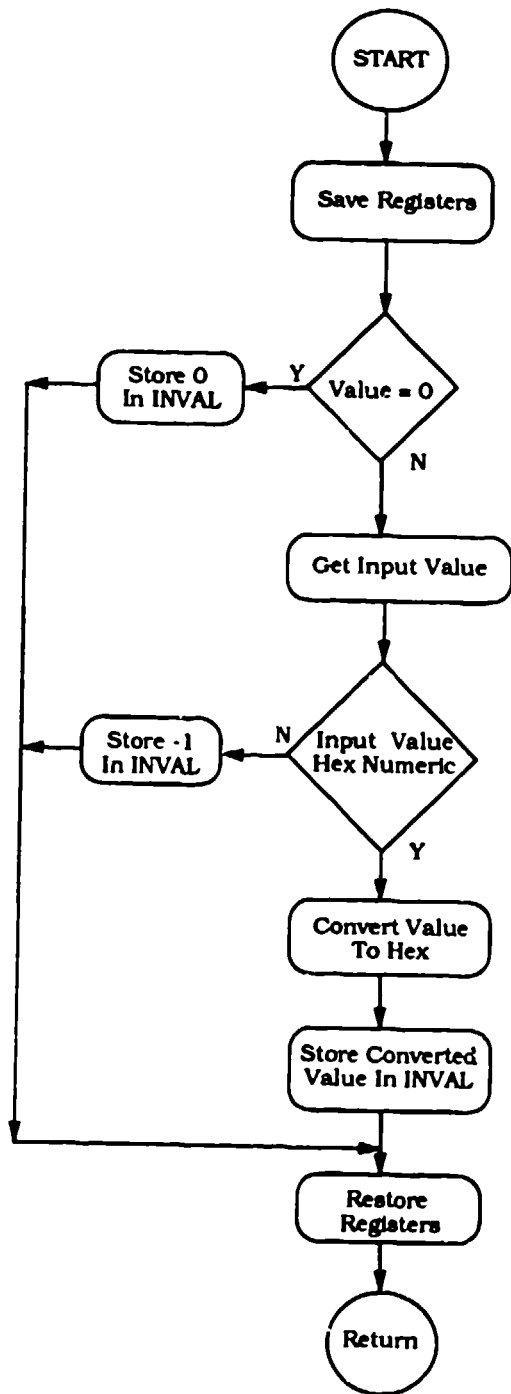 START
Save Registers
Store 0
In INVAL
Y
Value = 0
N
Get Input Value
Store -1
In INVAL
N
Input Value
Hex Numeric
Y
Convert Value
To Hex
Store Converted
Value In INVAL
Restore
Registers
Return